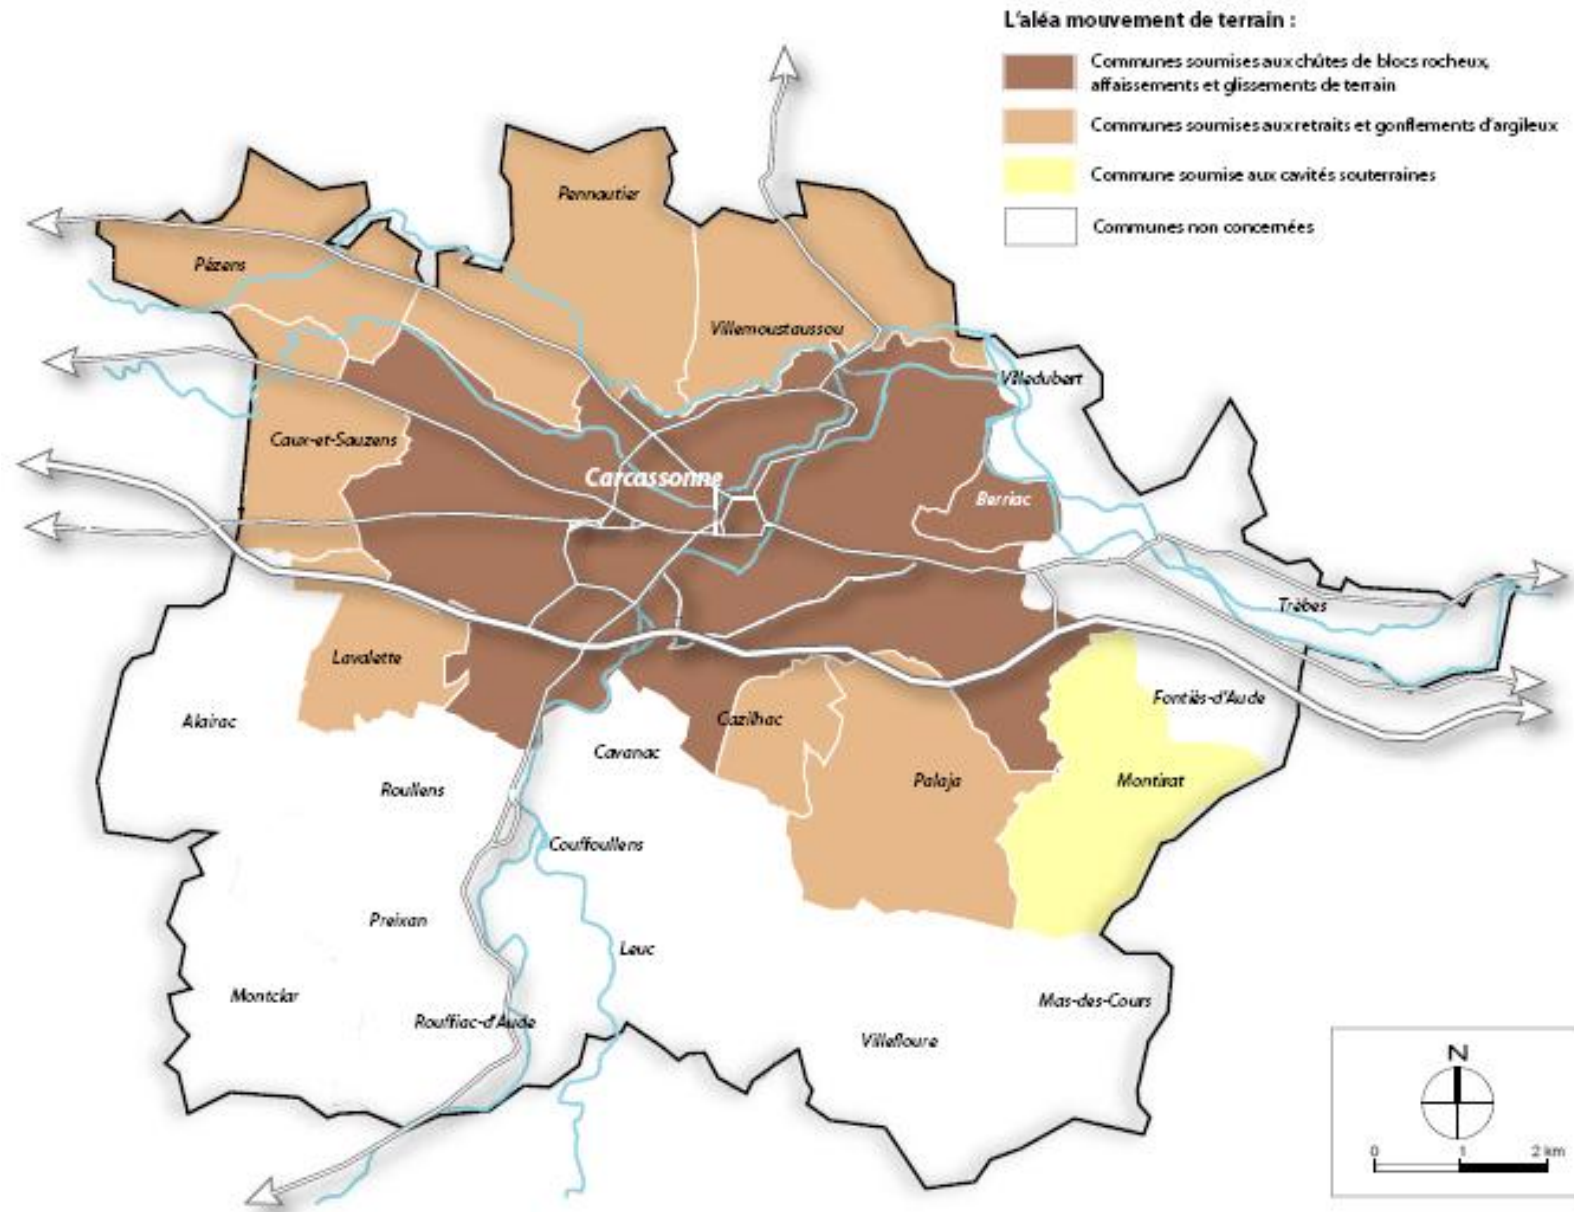 L'aléa mouvement de terrain :
Communes soumises aux chûtes de blocs rocheux,
affaissements et glissements de terrain
Communes soumises aux retraits et gonflements d'argileux
Commune soumise aux cavités souterraines
Communes non concernées
Pennautier
Pézens
Villemoustaussou
Villedubert
Caux-et-Sauzens
Carcassonne
Berriac
Trèbes
Lavalette
Fontiès-d'Aude
Alairac
Cazilhac
Cavanac
Palaja
Montirat
Roullens
Couffoullens
Preixan
Leuc
Montclar
Mas-des-Cours
Rouffiac-d'Aude
Villefloure
N
0 1 2 km